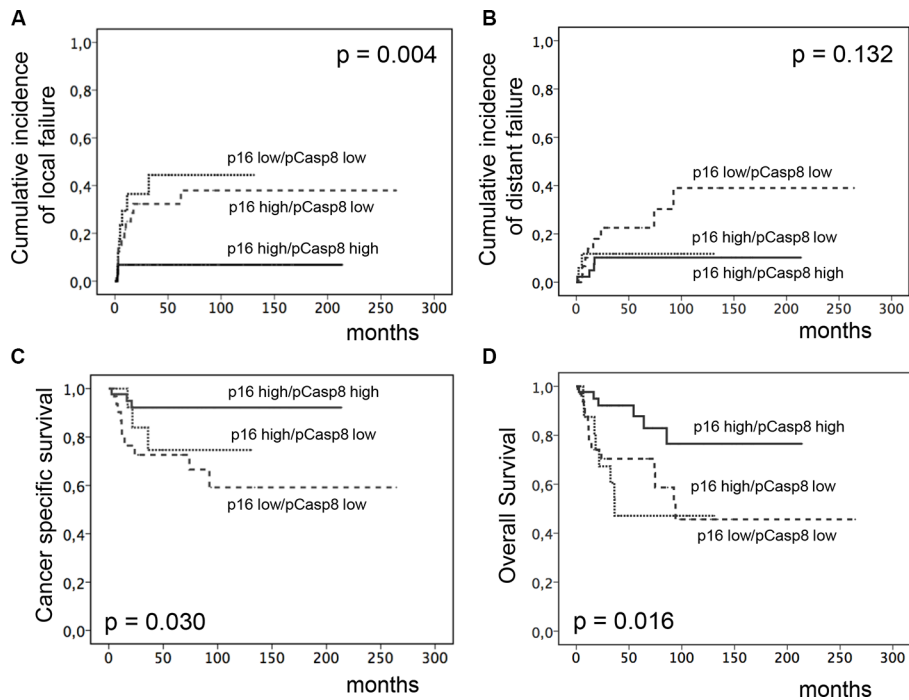 A
Cumulative incidence
of local failure
1,0
0,8
0,6
0,4
0,2
0,0
p = 0.004
p16 low/pCasp8 low
p16 high/pCasp8 low
p16 high/pCasp8 high
0 50 100 150 200 250 300
months
B
Cumulative incidence
of distant failure
1,0
0,8
0,6
0,4
0,2
0,0
p = 0.132
p16 low/pCasp8 low
p16 high/pCasp8 low
p16 high/pCasp8 high
0 50 100 150 200 250 300
months
C
Cancer specific survival
1,0
0,8
0,6
0,4
0,2
0,0
p16 high/pCasp8 high
p16 high/pCasp8 low
p16 low/pCasp8 low
p = 0.030
0 50 100 150 200 250 300
months
D
Overall Survival
1,0
0,8
0,6
0,4
0,2
0,0
p16 high/pCasp8 high
p16 high/pCasp8 low
p16 low/pCasp8 low
p = 0.016
0 50 100 150 200 250 300
months